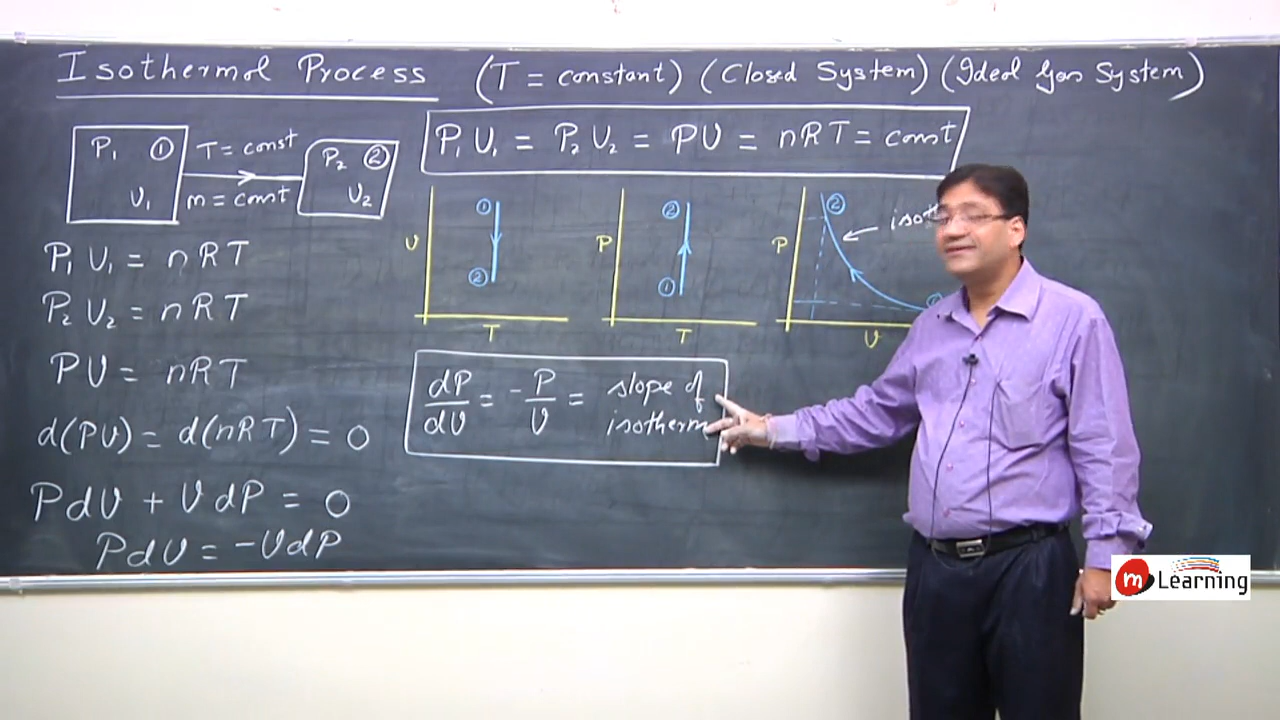 Isothermal Process (T = constant) (Closed System) (Ideal Gas System)
P₁ ① V₁
T = const
m = const
P₂ ② V₂
P₁V₁ = P₂V₂ = PV = nRT = const
P₁V₁ = nRT
P₂V₂ = nRT
PV = nRT
d(PV) = d(nRT) = 0
PdV + VdP = 0
PdV = -VdP
V ① ② T
P ② ① T
P ② V
dP/dV = -P/V = slope of
isotherm
m Learning